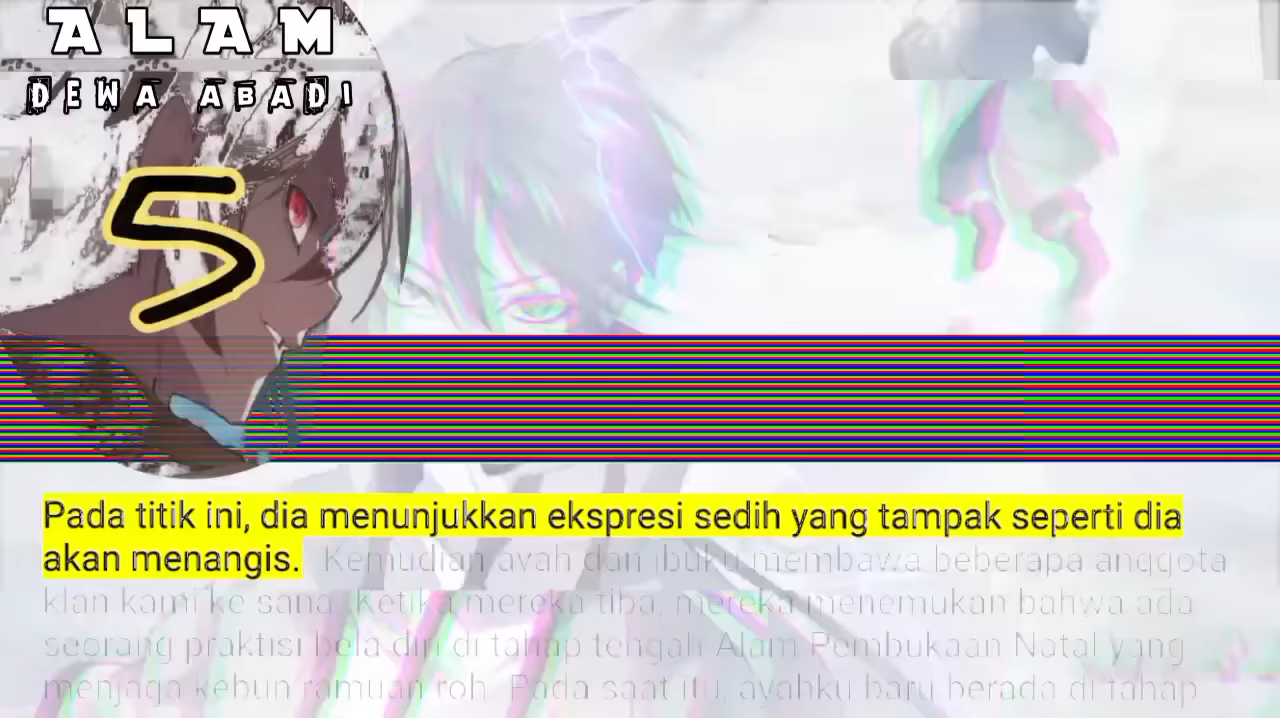 ALAM
DEWA ABADI
5
Pada titik ini, dia menunjukkan ekspresi sedih yang tampak seperti dia
akan menangis. Kemudian ayah dan ibuku membawa beberapa anggota
klan kami ke sana. Ketika mereka tiba, mereka menemukan bahwa ada
seorang praktisi bela diri di tahap tengah Alam Pembukaan Natal yang
menjaga kebun ramuan roh. Pada saat itu, ayahku baru berada di tahap